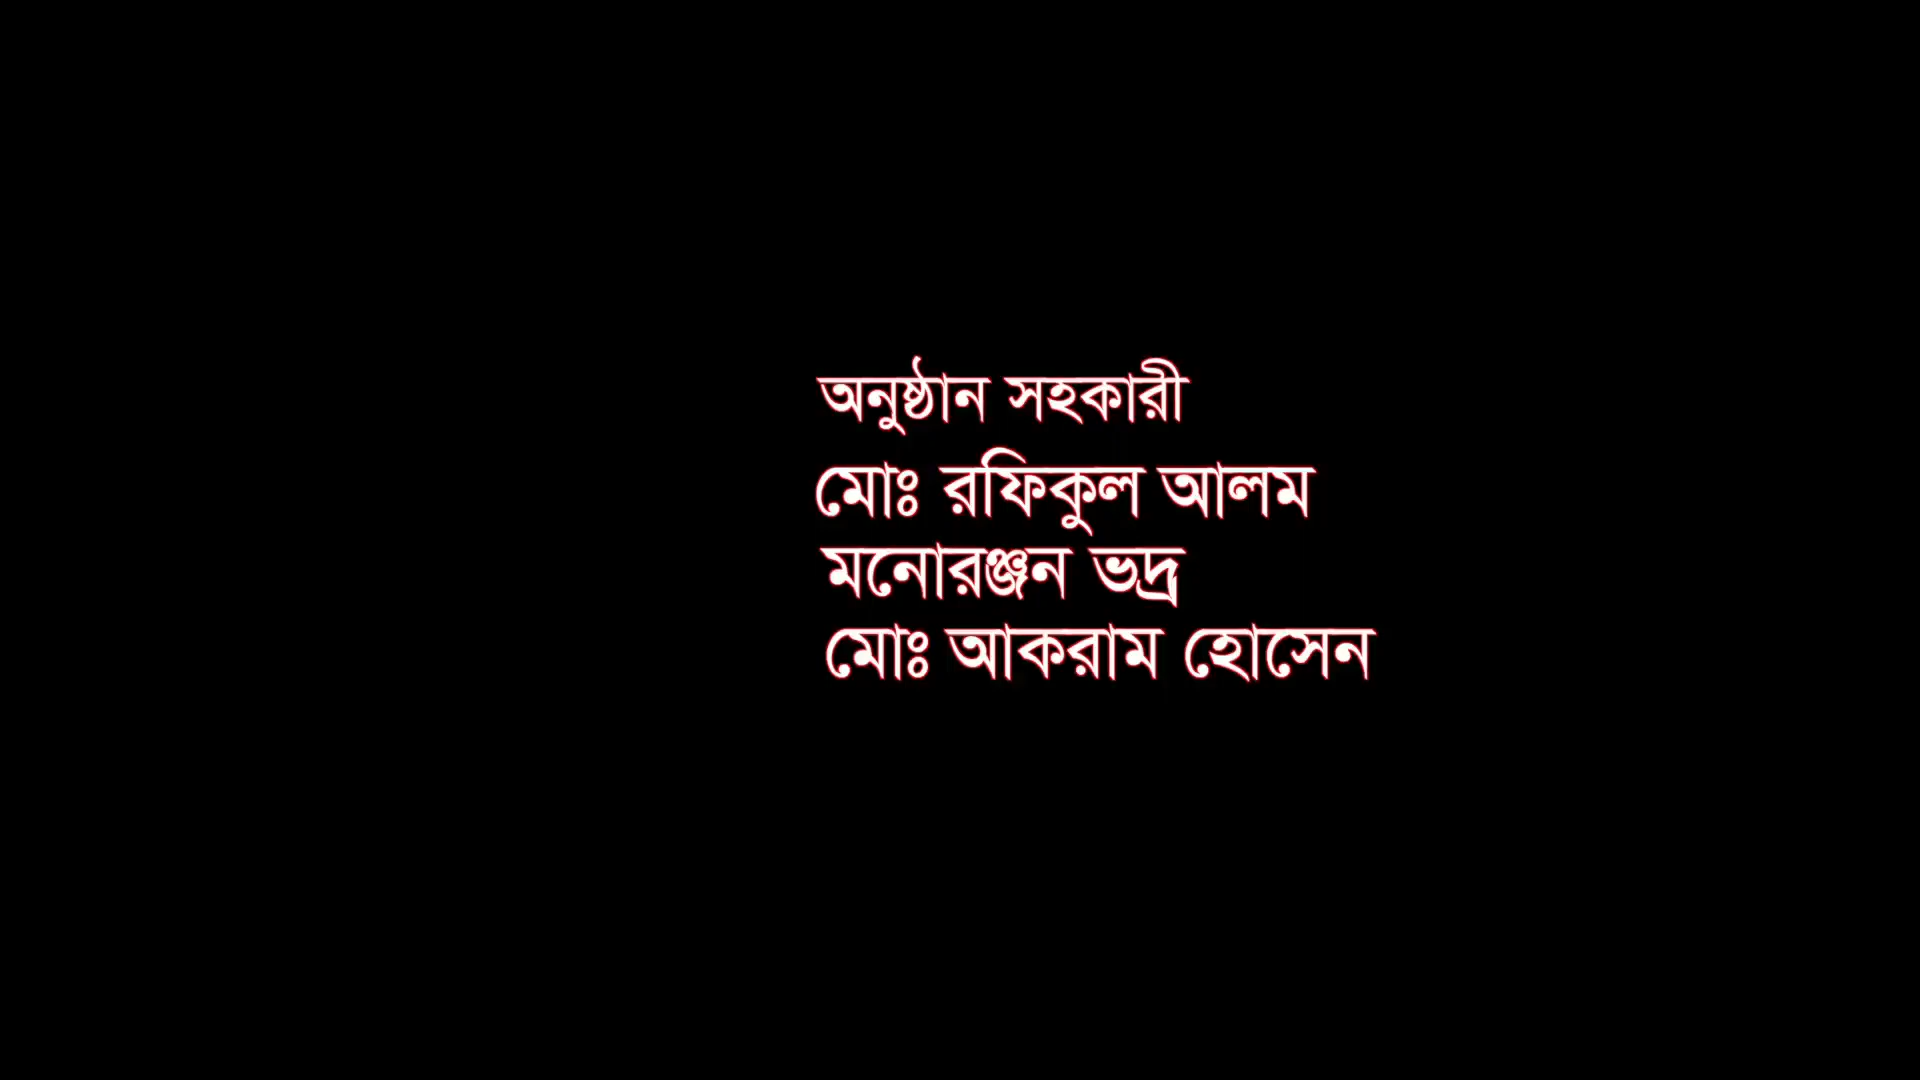 অনুষ্ঠান সহকারী
মোঃ রফিকুল আলম
মনোরঞ্জন ভদ্র
মোঃ আকরাম হোসেন